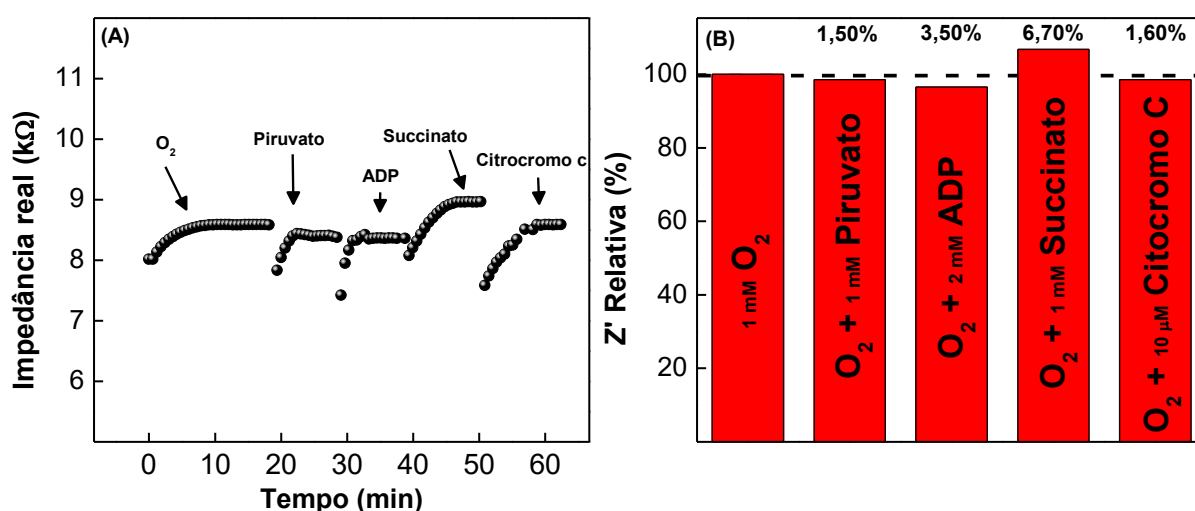 (A)
Impedância real (kΩ)
11
10
9
8
7
6
O2
Piruvato
ADP
Succinato
Citrocromo c
0 10 20 30 40 50 60
Tempo (min)
(B)
1,50% 3,50% 6,70% 1,60%
Z' Relativa (%)
100
80
60
40
20
1 mM O2
O2 + 1 mM Piruvato
O2 + 2 mM ADP
O2 + 1 mM Succinato
O2 + 10 μM Citocromo C